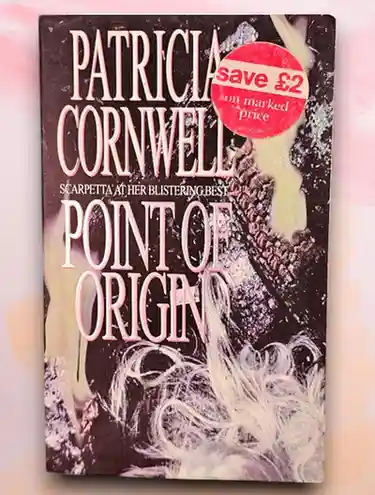 PATRICIA
CORNWELL
save £2
on marked
price
SCARPETTA AT HER BLISTERING BEST
POINT OF
ORIGIN